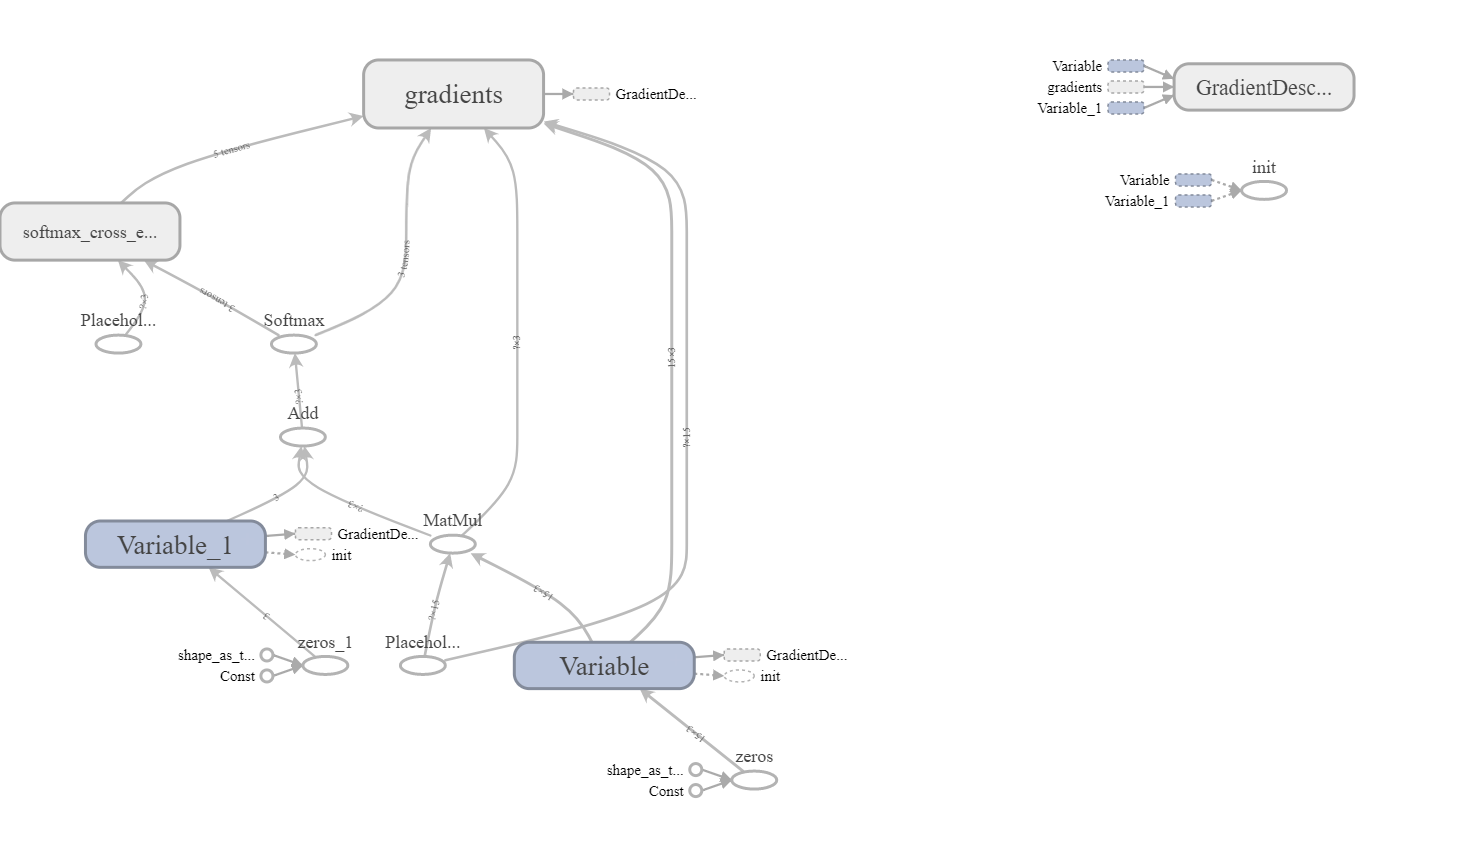 gradients
GradientDe...
5 tensors
softmax_cross_e...
3 tensors
?×3
3 tensors
Placehol...
Softmax
?×3
15×3
?×3
Add
?×15
3
?×3
MatMul
Variable_1
GradientDe...
init
15×3
?×15
3
zeros_1
shape_as_t...
Const
Placehol...
Variable
GradientDe...
init
15×3
zeros
shape_as_t...
Const
Variable
gradients
Variable_1
GradientDesc...
init
Variable
Variable_1